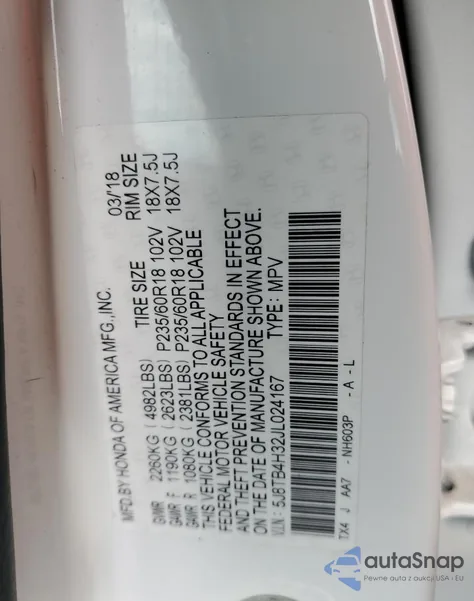 MFD.BY HONDA OF AMERICA MFG.,INC. 03/'18
TIRE SIZE RIM SIZE
GVWR 2260KG ( 4982LBS)
GAWR F 1190KG ( 2623LBS) P235/60R18 102V 18X7.5J
GAWR R 1080KG ( 2381LBS) P235/60R18 102V 18X7.5J
THIS VEHICLE CONFORMS TO ALL APPLICABLE
FEDERAL MOTOR VEHICLE SAFETY
AND THEFT PREVENTION STANDARDS IN EFFECT
ON THE DATE OF MANUFACTURE SHOWN ABOVE.
V.I.N.: 5J8TB4H32JL024167 TYPE: MPV
TX4 J AA7 - NH603P - A - L
autaSnap
Pewne auta z aukcji USA - EU